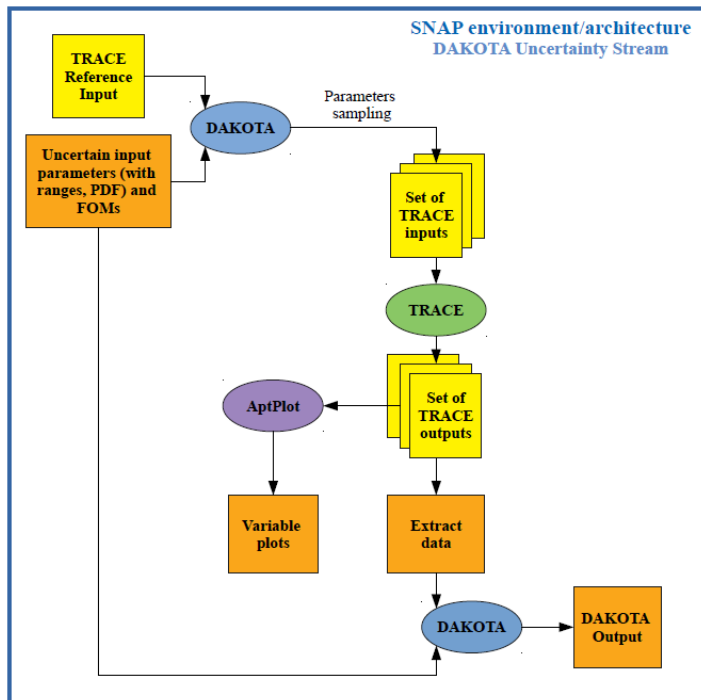 SNAP environment/architecture
DAKOTA Uncertainty Stream
TRACE
Reference
Input
DAKOTA
Parameters
sampling
Uncertain input
parameters (with
ranges, PDF) and
FOMs
Set of
TRACE
inputs
TRACE
AptPlot
Set of
TRACE
outputs
Variable
plots
Extract
data
DAKOTA
DAKOTA
Output